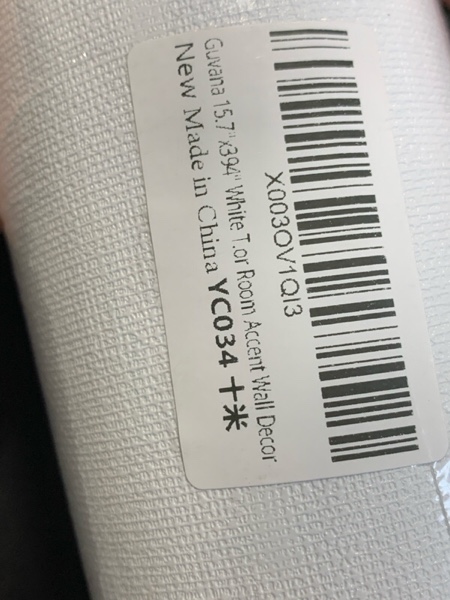 X003OV1QI3
Guvana 15.7"x394" White T.or Room Accent Wall Decor
New Made in China YC034-十米